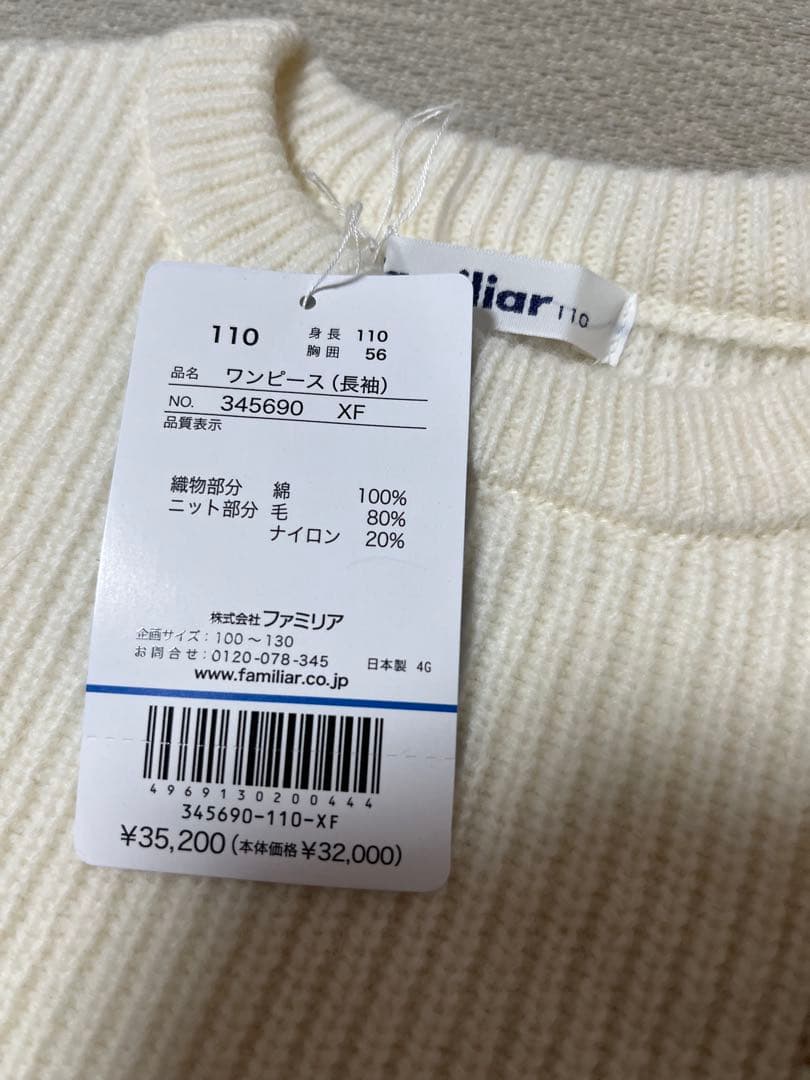 iliar 110
110 身長 110
胸囲 56
品名 ワンピース(長袖)
NO. 345690 XF
品質表示
織物部分 綿 100%
ニット部分 毛 80%
ナイロン 20%
株式会社 ファミリア
企画サイズ:100～130
お問合せ:0120-078-345 日本製 4G
www.familiar.co.jp
4969130200444
345690-110-XF
¥35,200(本体価格 ¥32,000)